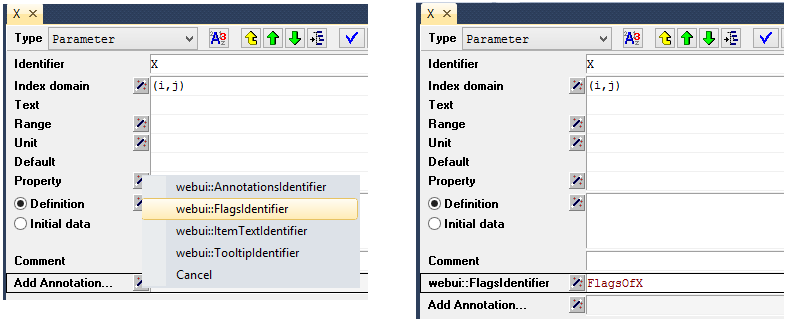 X ×
Type Parameter
Identifier X
Index domain (i,j)
Text
Range
Unit
Default
Property
webui::AnnotationsIdentifier
webui::FlagsIdentifier
Definition
webui::ItemTextIdentifier
Initial data
webui::TooltipIdentifier
Comment
Cancel
Add Annotation...
X ×
Type Parameter
Identifier X
Index domain (i,j)
Text
Range
Unit
Default
Property
Definition
Initial data
Comment
webui::FlagsIdentifier FlagsOfX
Add Annotation...